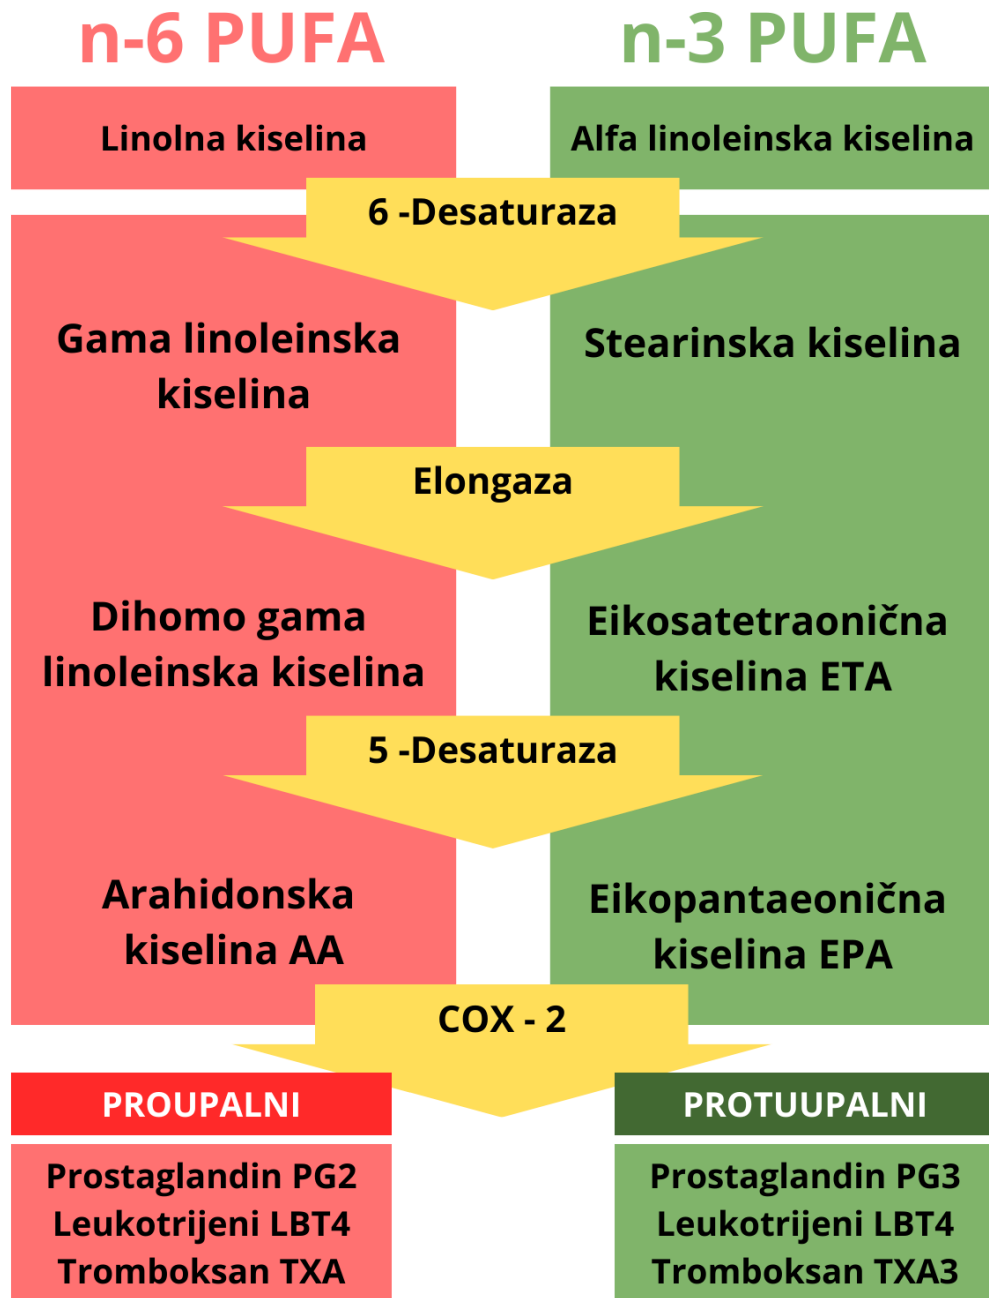 n-6 PUFA
n-3 PUFA
Linolna kiselina
Alfa linoleinska kiselina
6 -Desaturaza
Gama linoleinska
kiselina
Stearinska kiselina
Elongaza
Dihomo gama
linoleinska kiselina
Eikosatetraonična
kiselina ETA
5 -Desaturaza
Arahidonska
kiselina AA
Eikopantaeonična
kiselina EPA
COX - 2
PROUPALNI
Prostaglandin PG2
Leukotrijeni LBT4
Tromboksan TXA
PROTUUPALNI
Prostaglandin PG3
Leukotrijeni LBT4
Tromboksan TXA3